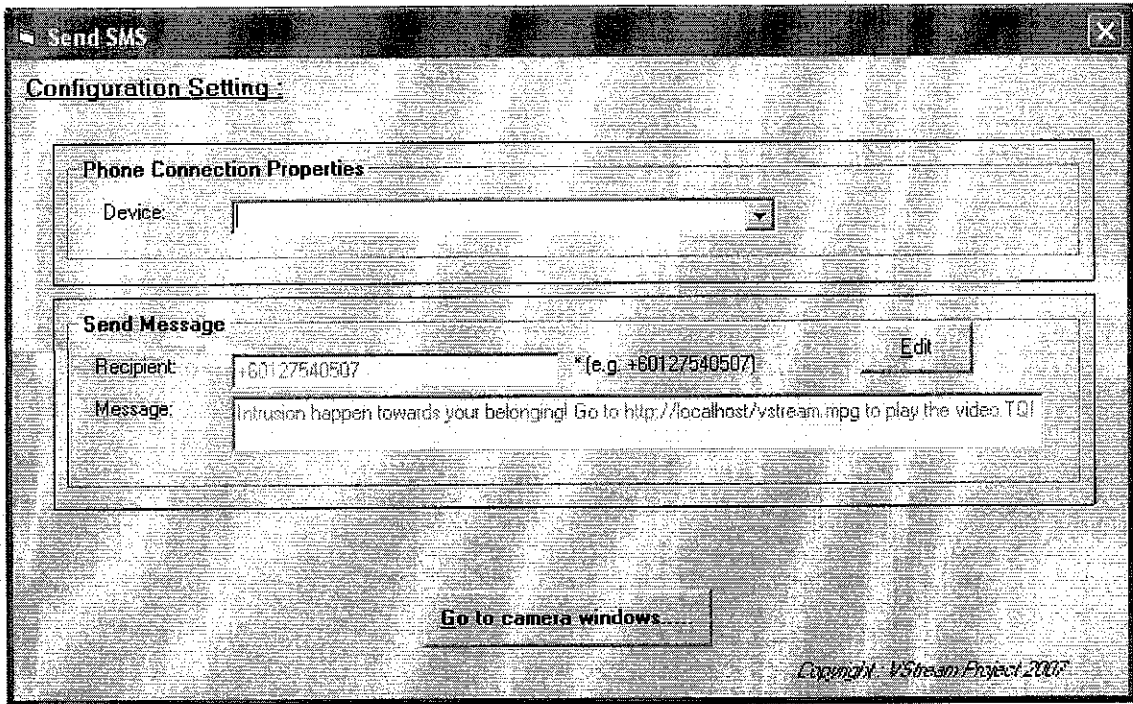 Send SMS
Configuration Setting :
Phone Connection Properties
Device:
Send Message
Edit
Recipient:
+60127540507
* (e.g. +60127540507)
Message:
Intrusion happen towards your belonging! Go to http://localhost/vstream.mpg to play the video.TQ!
Go to camera windows.....
Copyright : VStream Project 2007